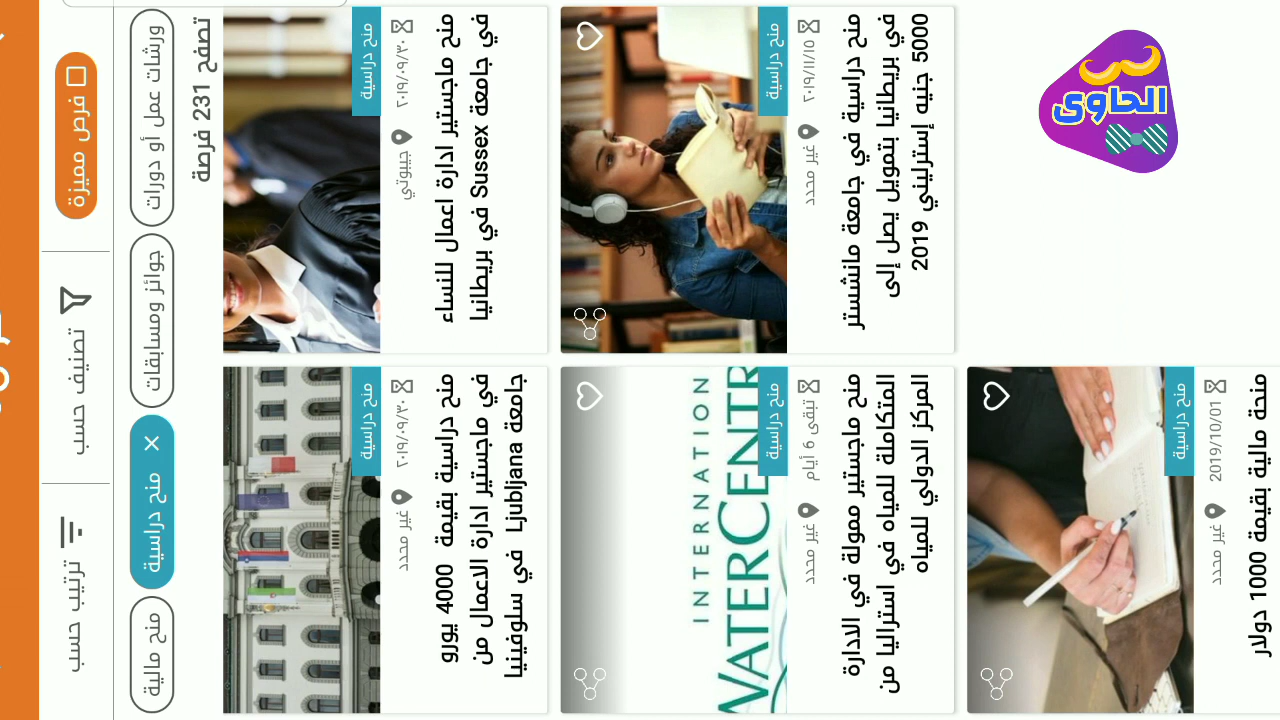 فرص مميزة
تصنيف حسب
ترتيب حسب
ورشات عمل أو دورات
جوائز ومسابقات
منح دراسية
منح مالية
تصفح 231 فرصة
منح دراسية
٢٠١٩/٠٩/٣٠
جيبوتي
منح ماجستير ادارة اعمال للنساء
في جامعة Sussex في بريطانيا
منح دراسية
٢٠١٩/٠٩/٣٠
غير محدد
منح دراسية بقيمة 4000 يورو
في ماجستير ادارة الاعمال من
جامعة Ljubljana في سلوفينيا
منح دراسية
٢٠١٩/١١/١٥
غير محدد
منح دراسية في جامعة مانشستر
في بريطانيا بتمويل يصل إلى
5000 جنيه إسترليني 2019
INTERNATION
WATERCENTR
منح دراسية
تبقى 6 أيام
غير محدد
منح ماجستير ممولة في الادارة
المتكاملة للمياه في استراليا من
المركز الدولي للمياه
منح دراسية
2019/10/01
غير محدد
منحة مالية بقيمة 1000 دولار
الحاوى